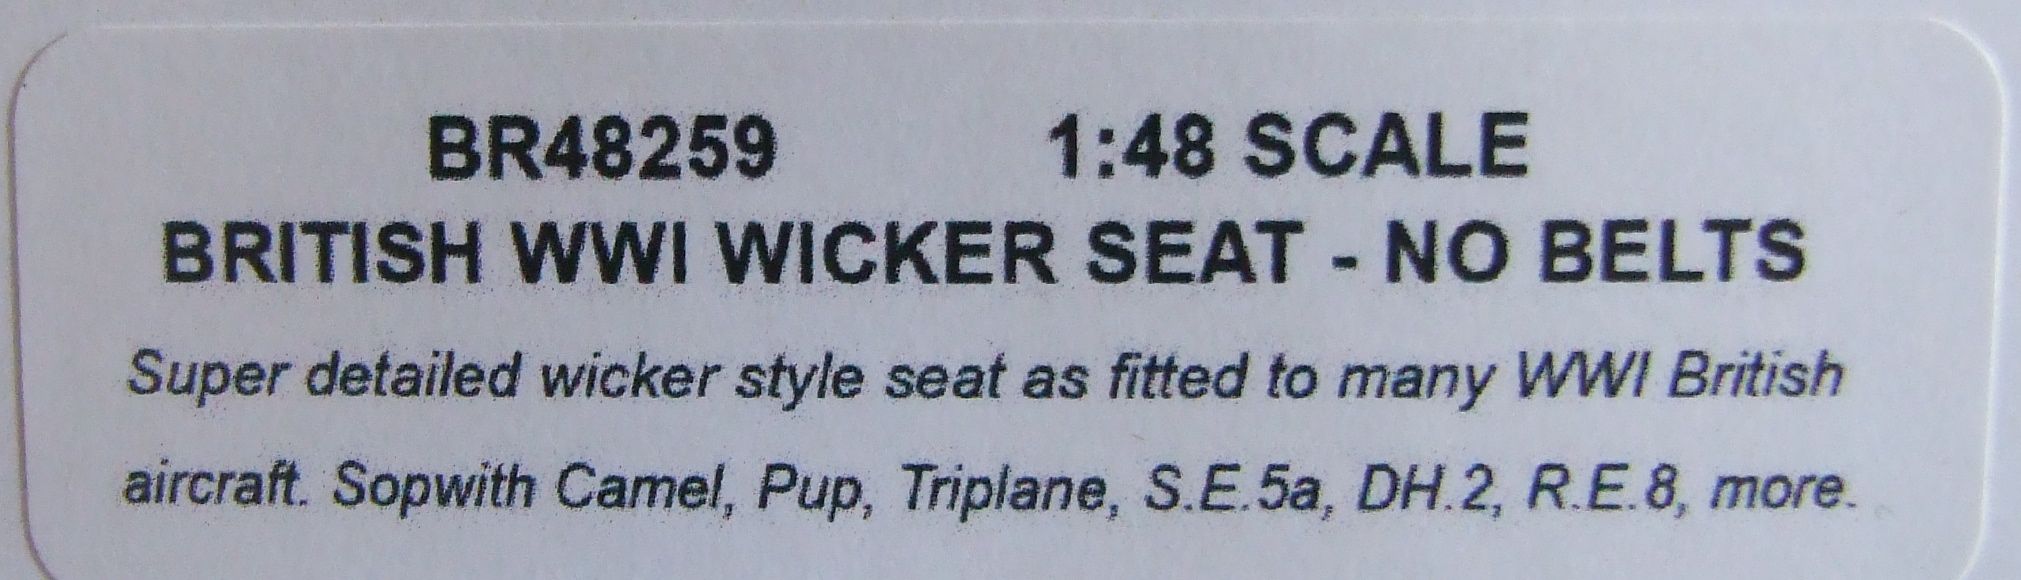 BR48259 1:48 SCALE
BRITISH WWI WICKER SEAT - NO BELTS
Super detailed wicker style seat as fitted to many WWI British
aircraft. Sopwith Camel, Pup, Triplane, S.E.5a, DH.2, R.E.8, more.